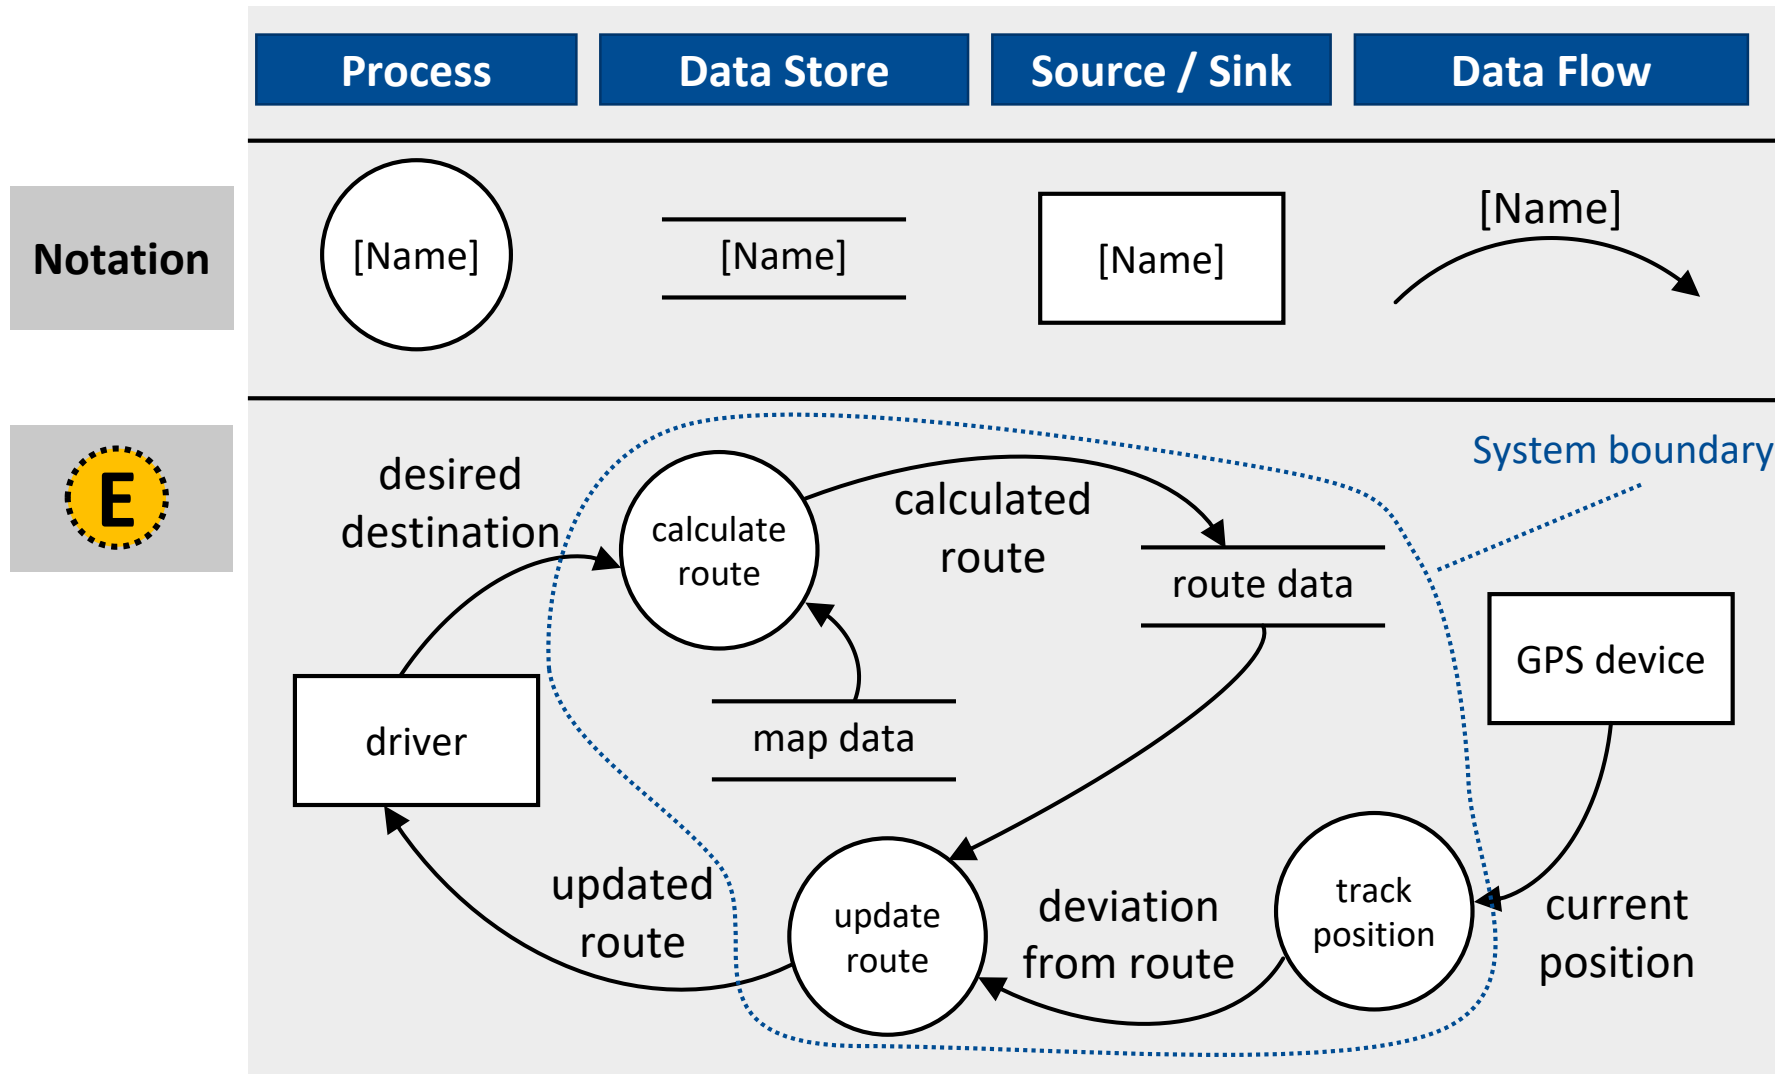 Process
Data Store
Source / Sink
Data Flow
Notation
[Name]
[Name]
[Name]
[Name]
E
System boundary
desired
destination
calculate
route
calculated
route
route data
GPS device
driver
map data
updated
route
update
route
deviation
from route
track
position
current
position